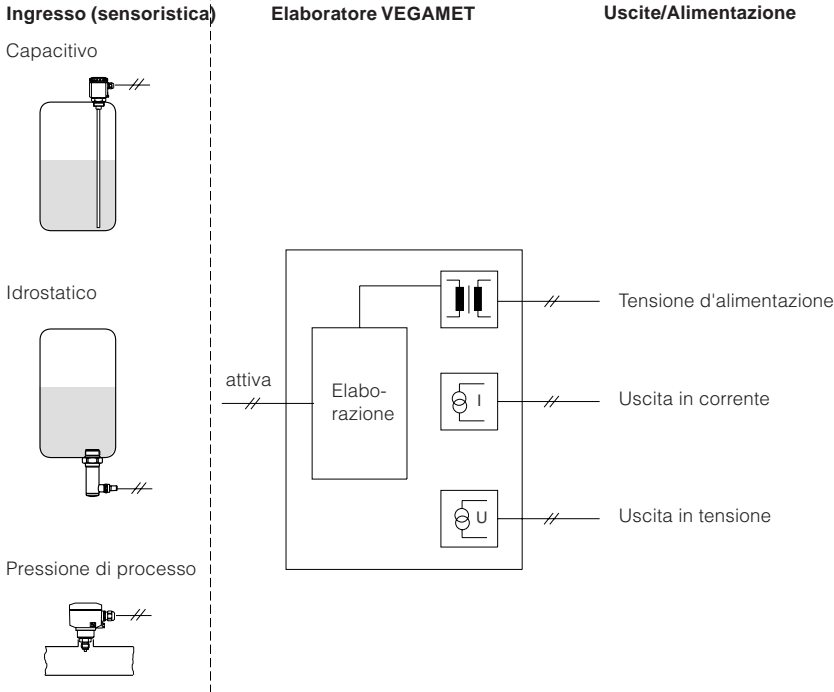 Ingresso (sensoristica)
Elaboratore VEGAMET
Uscite/Alimentazione
Capacitivo
Idrostatico
Pressione di processo
attiva
Elabo-
razione
I
U
Tensione d'alimentazione
Uscita in corrente
Uscita in tensione